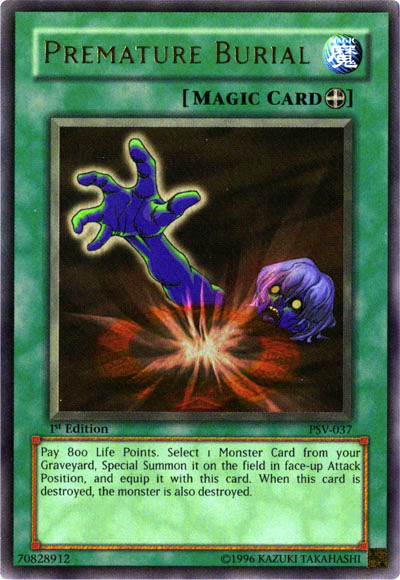 PREMATURE BURIAL
MAGIC
魔
[MAGIC CARD]
1st Edition
PSV-037
Pay 800 Life Points. Select 1 Monster Card from your
Graveyard, Special Summon it on the field in face-up Attack
Position, and equip it with this card. When this card is
destroyed, the monster is also destroyed.
70828912
©1996 KAZUKI TAKAHASHI